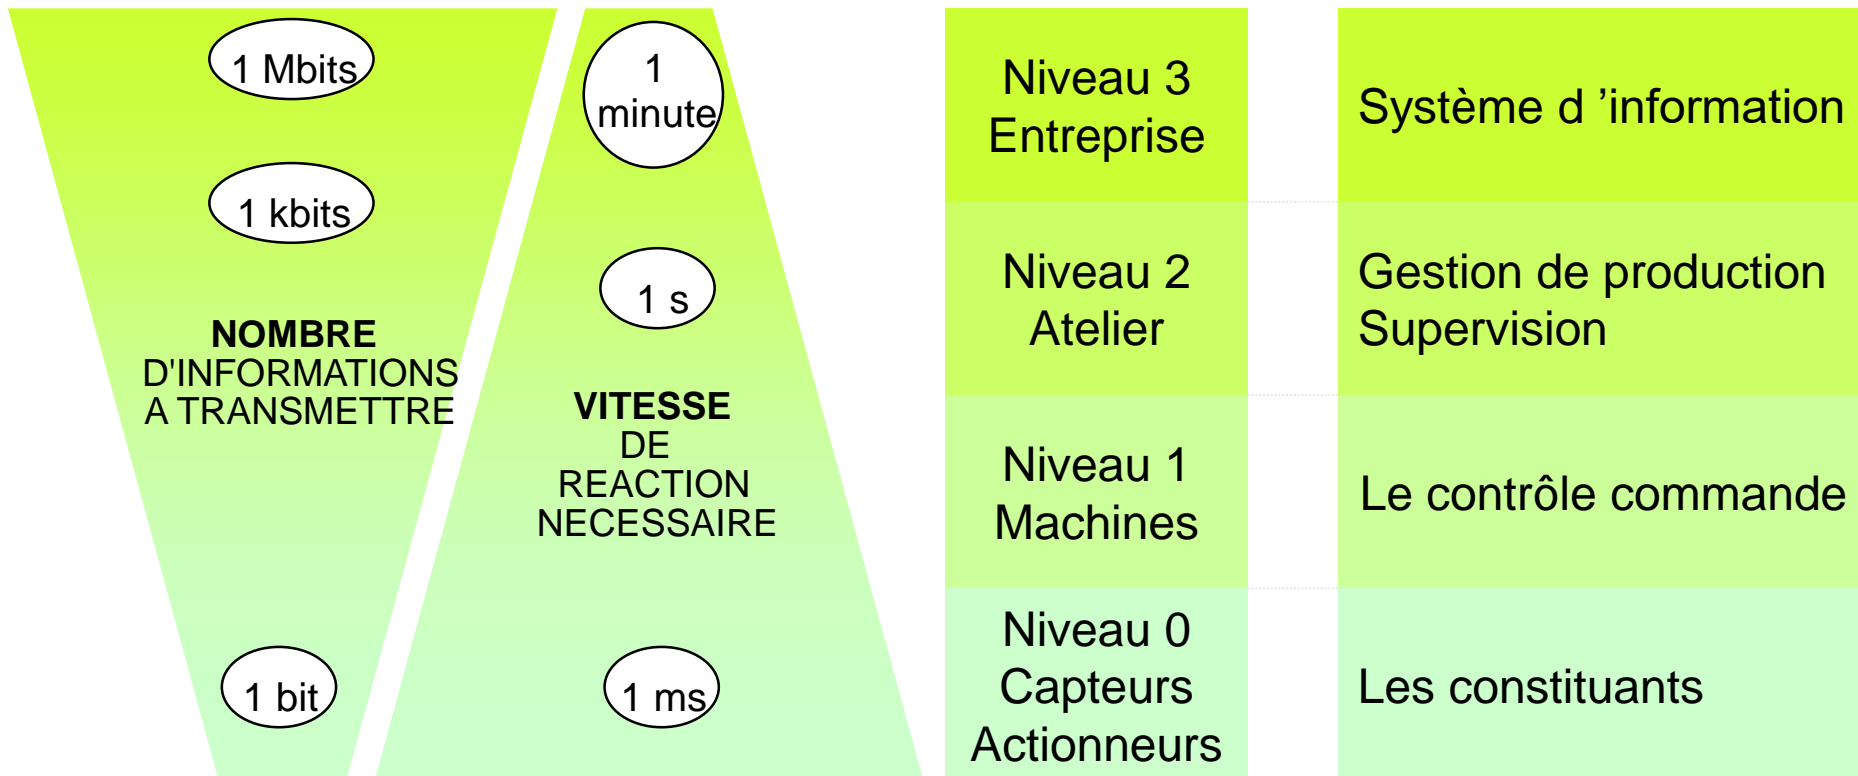 1 Mbits
1 kbits
NOMBRE
D'INFORMATIONS
A TRANSMETTRE
1 bit
1
minute
1 s
VITESSE
DE
REACTION
NECESSAIRE
1 ms
Niveau 3
Entreprise
Système d ’information
Niveau 2
Atelier
Gestion de production
Supervision
Niveau 1
Machines
Le contrôle commande
Niveau 0
Capteurs
Actionneurs
Les constituants